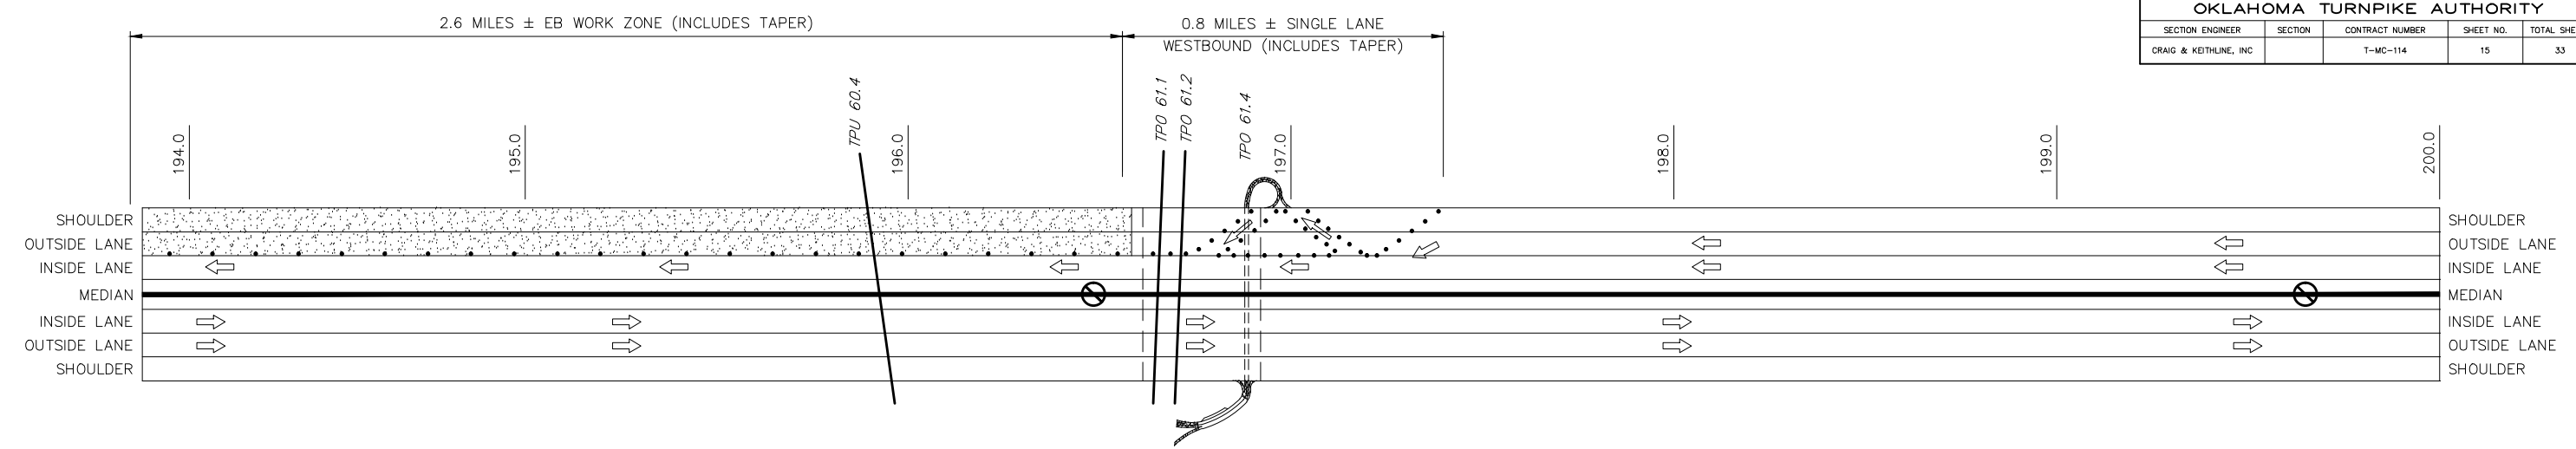 OKLAHOMA TURNPIKE AUTHORITY
SECTION ENGINEER SECTION CONTRACT NUMBER SHEET NO. TOTAL SHE
CRAIG & KEITHLINE, INC T-MC-114 15 33
2.6 MILES ± EB WORK ZONE (INCLUDES TAPER)
0.8 MILES ± SINGLE LANE
WESTBOUND (INCLUDES TAPER)
194.0
195.0
TPU 60.4
196.0
TPO 61.1
TPO 61.2
TPO 61.4
197.0
198.0
199.0
200.0
SHOULDER
OUTSIDE LANE
INSIDE LANE
MEDIAN
INSIDE LANE
OUTSIDE LANE
SHOULDER
SHOULDER
OUTSIDE LANE
INSIDE LANE
MEDIAN
INSIDE LANE
OUTSIDE LANE
SHOULDER